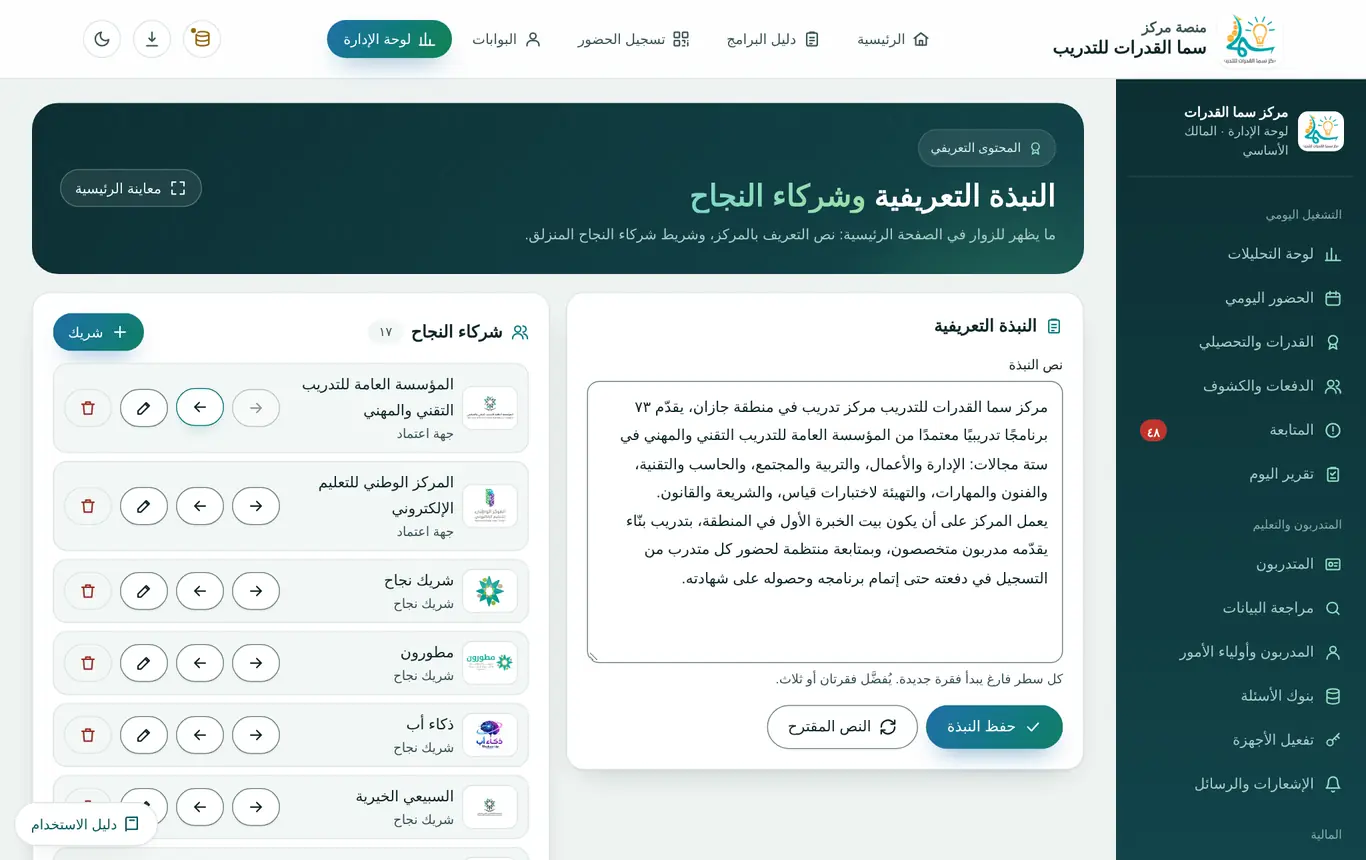 منصة مركز
سما القدرات للتدريب
الرئيسية
دليل البرامج
تسجيل الحضور
البوابات
لوحة الإدارة
مركز سما القدرات
لوحة الإدارة · المالك
الأساسي
التشغيل اليومي
لوحة التحليلات
الحضور اليومي
القدرات والتحصيلي
الدفعات والكشوف
المتابعة
٤٨
تقرير اليوم
المتدربون والتعليم
المتدربون
مراجعة البيانات
المدربون وأولياء الأمور
بنوك الأسئلة
تفعيل الأجهزة
الإشعارات والرسائل
المالية
المحتوى التعريفي
النبذة التعريفية وشركاء النجاح
ما يظهر للزوار في الصفحة الرئيسية: نص التعريف بالمركز، وشريط شركاء النجاح المنزلق.
معاينة الرئيسية
النبذة التعريفية
نص النبذة
مركز سما القدرات للتدريب مركز تدريب في منطقة جازان، يقدّم ٧٣
برنامجًا تدريبيًا معتمدًا من المؤسسة العامة للتدريب التقني والمهني في
ستة مجالات: الإدارة والأعمال، والتربية والمجتمع، والحاسب والتقنية،
والفنون والمهارات، والتهيئة لاختبارات قياس، والشريعة والقانون.
يعمل المركز على أن يكون بيت الخبرة الأول في المنطقة، بتدريب بنّاء
يقدّمه مدربون متخصصون، وبمتابعة منتظمة لحضور كل متدرب من
التسجيل في دفعته حتى إتمام برنامجه وحصوله على شهادته.
كل سطر فارغ يبدأ فقرة جديدة. يُفضَّل فقرتان أو ثلاث.
حفظ النبذة
النص المقترح
شركاء النجاح
١٧
شريك
المؤسسة العامة للتدريب
التقني والمهني
جهة اعتماد
المركز الوطني للتعليم
الإلكتروني
جهة اعتماد
شريك نجاح
شريك نجاح
مطورون
مطورون
شريك نجاح
ذكاء أب
ذكاء أب
شريك نجاح
السبيعي الخيرية
شريك نجاح
دليل الاستخدام